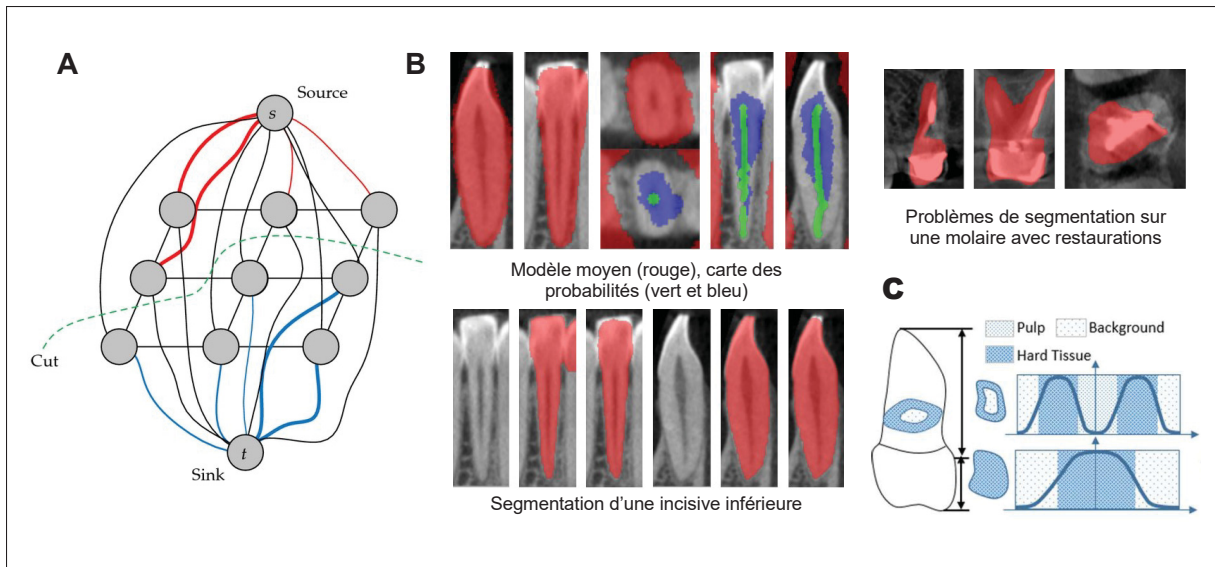 A
Source
s
Cut
t
Sink
B
Modèle moyen (rouge), carte des
probabilités (vert et bleu)
Segmentation d'une incisive inférieure
Problèmes de segmentation sur
une molaire avec restaurations
C
Pulp
Background
Hard Tissue